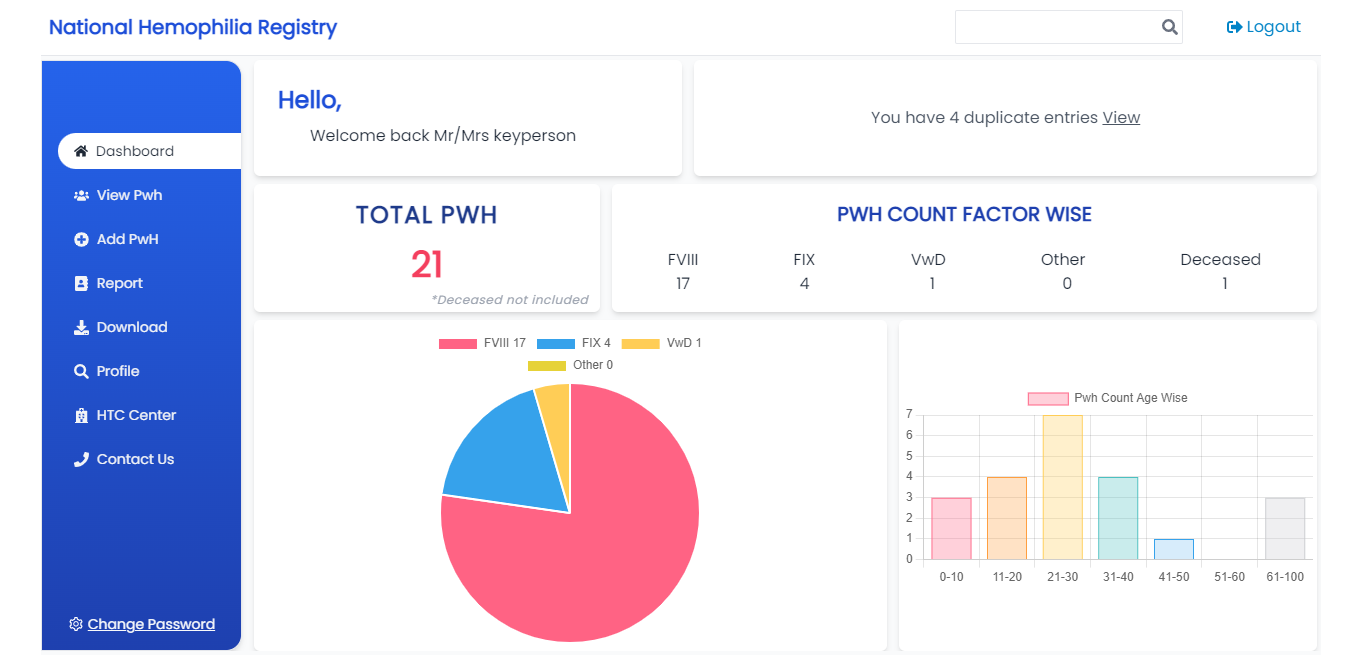 National Hemophilia Registry
Logout
Dashboard
View Pwh
Add PwH
Report
Download
Profile
HTC Center
Contact Us
Change Password
Hello,
Welcome back Mr/Mrs keyperson
You have 4 duplicate entries View
TOTAL PWH
21
*Deceased not included
PWH COUNT FACTOR WISE
FVIII FIX VwD Other Deceased
17 4 1 0 1
FVIII 17 FIX 4 VwD 1
Other 0
Pwh Count Age Wise
7
6
5
4
3
2
1
0
0-10 11-20 21-30 31-40 41-50 51-60 61-100